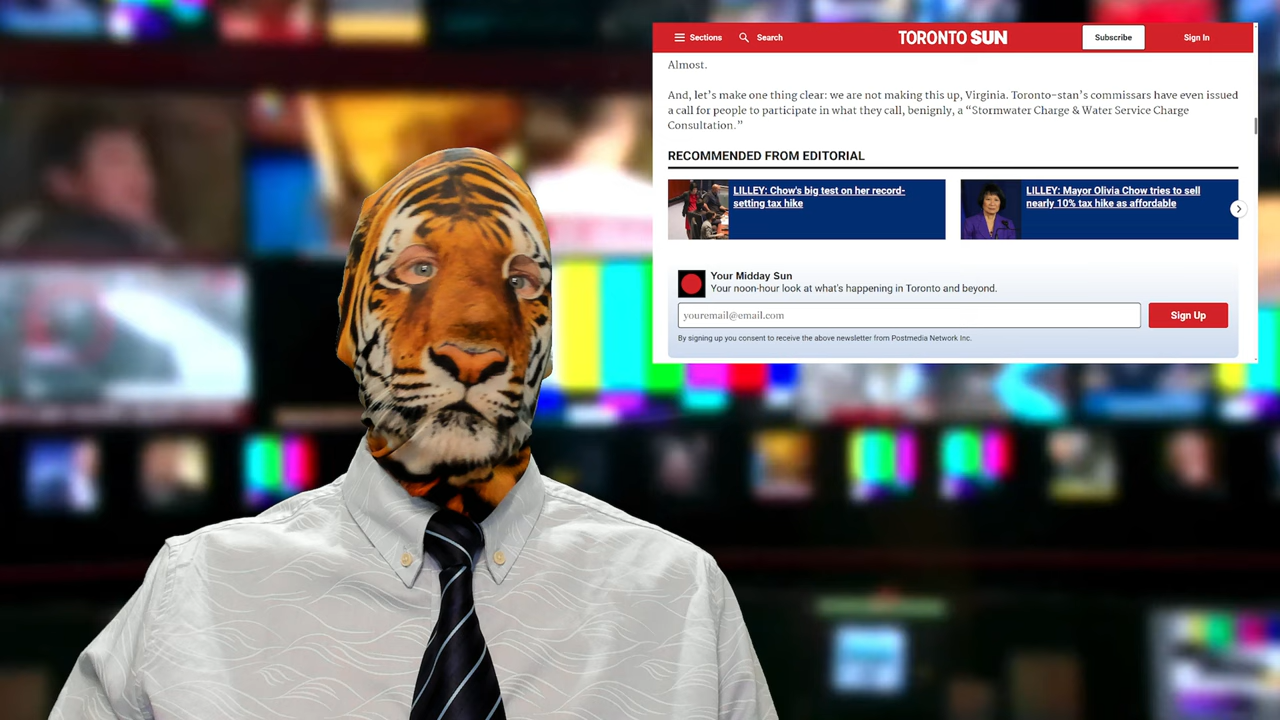 Sections
Search
TORONTO SUN
Subscribe
Sign In
Almost.
And, let's make one thing clear: we are not making this up, Virginia. Toronto-stan's commissars have even issued
a call for people to participate in what they call, benignly, a “Stormwater Charge & Water Service Charge
Consultation.”
RECOMMENDED FROM EDITORIAL
LILLEY: Chow's big test on her record-
setting tax hike
LILLEY: Mayor Olivia Chow tries to sell
nearly 10% tax hike as affordable
Your Midday Sun
Your noon-hour look at what's happening in Toronto and beyond.
youremail@email.com
Sign Up
By signing up you consent to receive the above newsletter from Postmedia Network Inc.